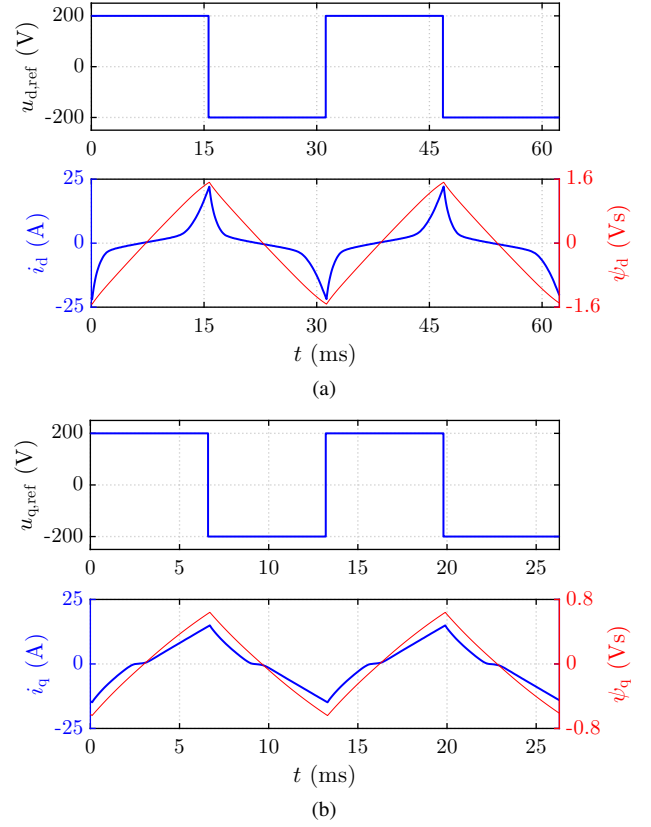 u_d,ref (V)
200
0
-200
0 15 30 45 60
i_d (A)
25
0
-25
ψ_d (Vs)
1.6
0
-1.6
0 15 30 45 60
t (ms)
(a)
u_q,ref (V)
200
0
-200
0 5 10 15 20 25
i_q (A)
25
0
-25
ψ_q (Vs)
0.8
0
-0.8
0 5 10 15 20 25
t (ms)
(b)